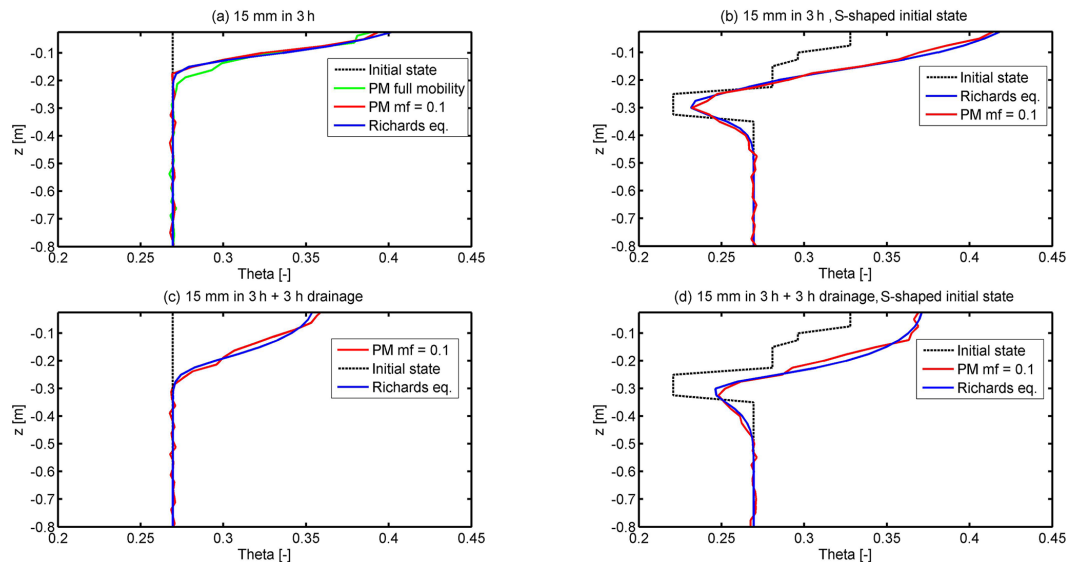 (a) 15 mm in 3 h
z [m]
-0.1
-0.2
-0.3
-0.4
-0.5
-0.6
-0.7
-0.8
0.2
0.25
0.3
0.35
0.4
0.45
Theta [-]
Initial state
PM full mobility
PM mf = 0.1
Richards eq.
(b) 15 mm in 3 h , S-shaped initial state
z [m]
-0.1
-0.2
-0.3
-0.4
-0.5
-0.6
-0.7
-0.8
0.2
0.25
0.3
0.35
0.4
0.45
Theta [-]
Initial state
Richards eq.
PM mf = 0.1
(c) 15 mm in 3 h + 3 h drainage
z [m]
-0.1
-0.2
-0.3
-0.4
-0.5
-0.6
-0.7
-0.8
0.2
0.25
0.3
0.35
0.4
0.45
Theta [-]
PM mf = 0.1
Initial state
Richards eq.
(d) 15 mm in 3 h + 3 h drainage, S-shaped initial state
z [m]
-0.1
-0.2
-0.3
-0.4
-0.5
-0.6
-0.7
-0.8
0.2
0.25
0.3
0.35
0.4
0.45
Theta [-]
Initial state
PM mf = 0.1
Richards eq.